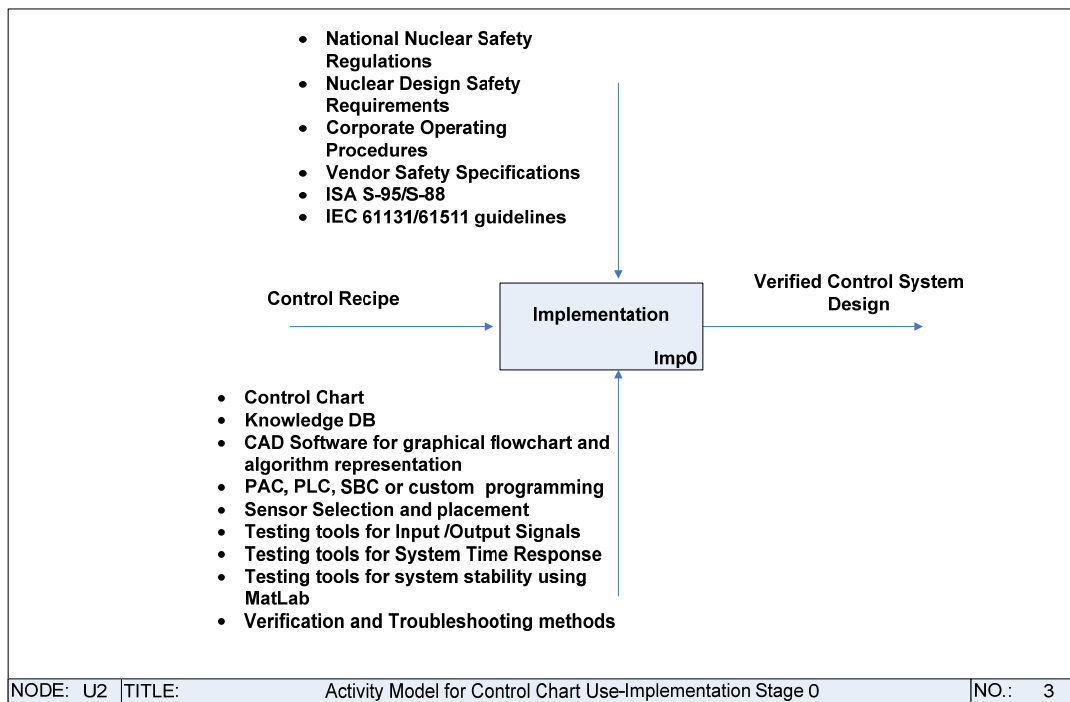 • National Nuclear Safety
Regulations
• Nuclear Design Safety
Requirements
• Corporate Operating
Procedures
• Vendor Safety Specifications
• ISA S-95/S-88
• IEC 61131/61511 guidelines
Control Recipe
Implementation
Imp0
Verified Control System
Design
• Control Chart
• Knowledge DB
• CAD Software for graphical flowchart and
algorithm representation
• PAC, PLC, SBC or custom programming
• Sensor Selection and placement
• Testing tools for Input /Output Signals
• Testing tools for System Time Response
• Testing tools for system stability using
MatLab
• Verification and Troubleshooting methods
NODE: U2 TITLE: Activity Model for Control Chart Use-Implementation Stage 0 NO.: 3